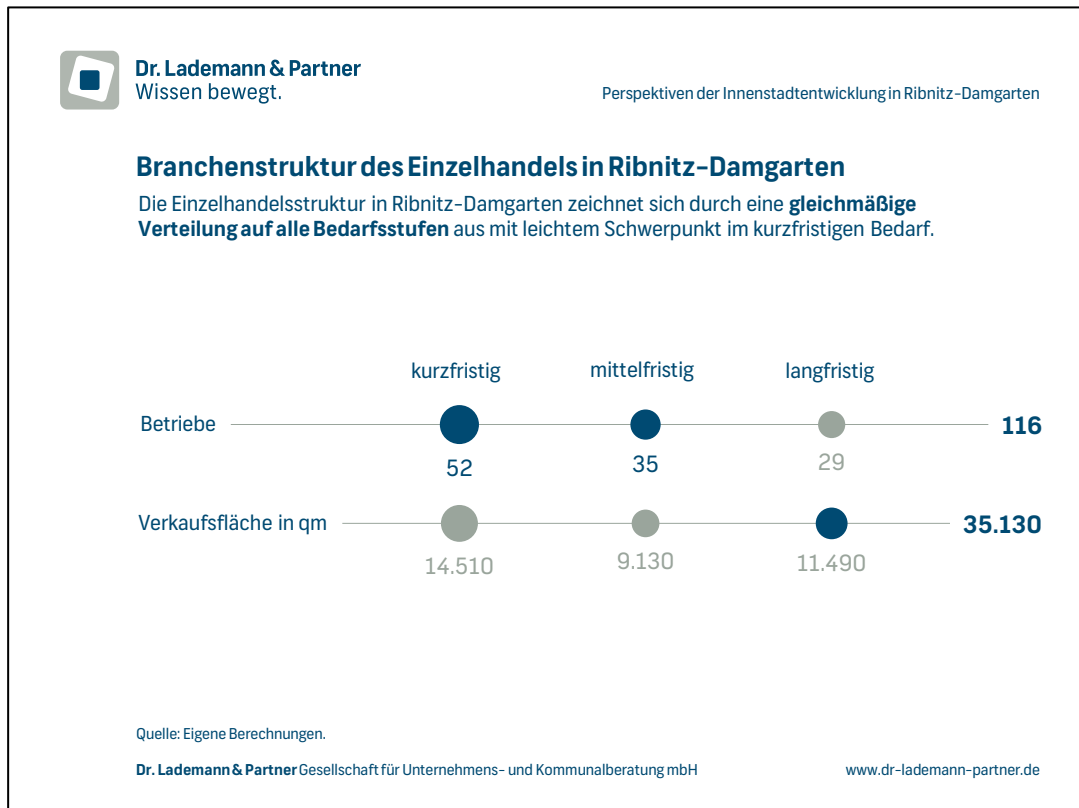 Dr. Lademann & Partner
Wissen bewegt.
Perspektiven der Innenstadtentwicklung in Ribnitz-Damgarten
Branchenstruktur des Einzelhandels in Ribnitz-Damgarten
Die Einzelhandelsstruktur in Ribnitz-Damgarten zeichnet sich durch eine gleichmäßige
Verteilung auf alle Bedarfsstufen aus mit leichtem Schwerpunkt im kurzfristigen Bedarf.
kurzfristig mittelfristig langfristig
Betriebe 116
52 35 29
Verkaufsfläche in qm 35.130
14.510 9.130 11.490
Quelle: Eigene Berechnungen.
Dr. Lademann & Partner Gesellschaft für Unternehmens- und Kommunalberatung mbH www.dr-lademann-partner.de